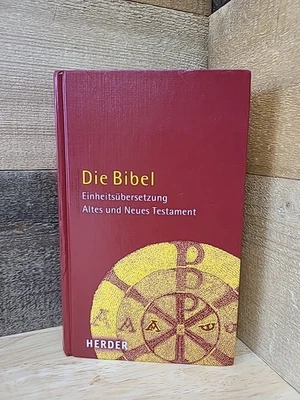 Die Bibel
Einheitsübersetzung
Altes und Neues Testament
HERDER